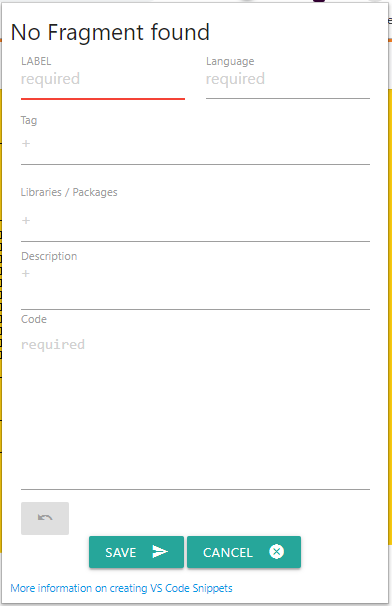 No Fragment found
LABEL Language
required required
Tag
+
Libraries / Packages
+
Description
+
Code
required
SAVE CANCEL
More information on creating VS Code Snippets